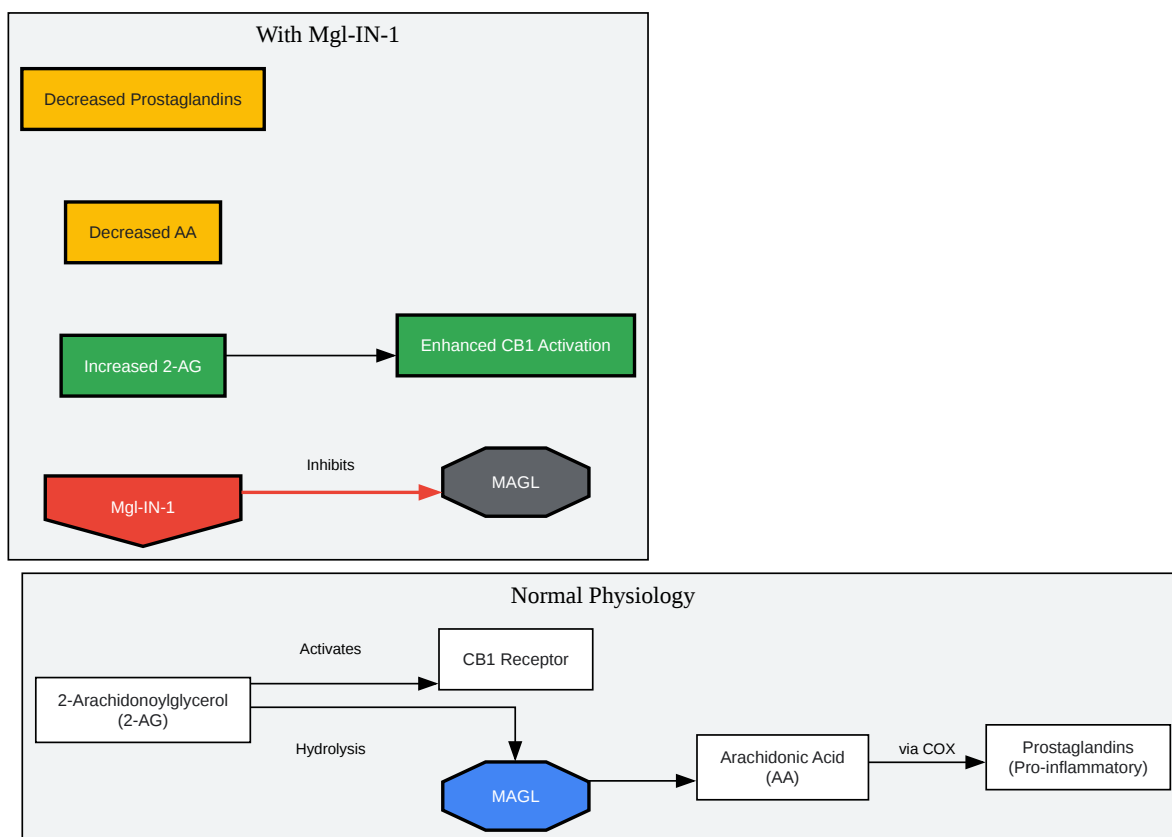 With Mgl-IN-1
Decreased Prostaglandins
Decreased AA
Increased 2-AG
Enhanced CB1 Activation
Inhibits
Mgl-IN-1
MAGL
Normal Physiology
Activates
CB1 Receptor
2-Arachidonoylglycerol
(2-AG)
Hydrolysis
MAGL
Arachidonic Acid
(AA)
via COX
Prostaglandins
(Pro-inflammatory)